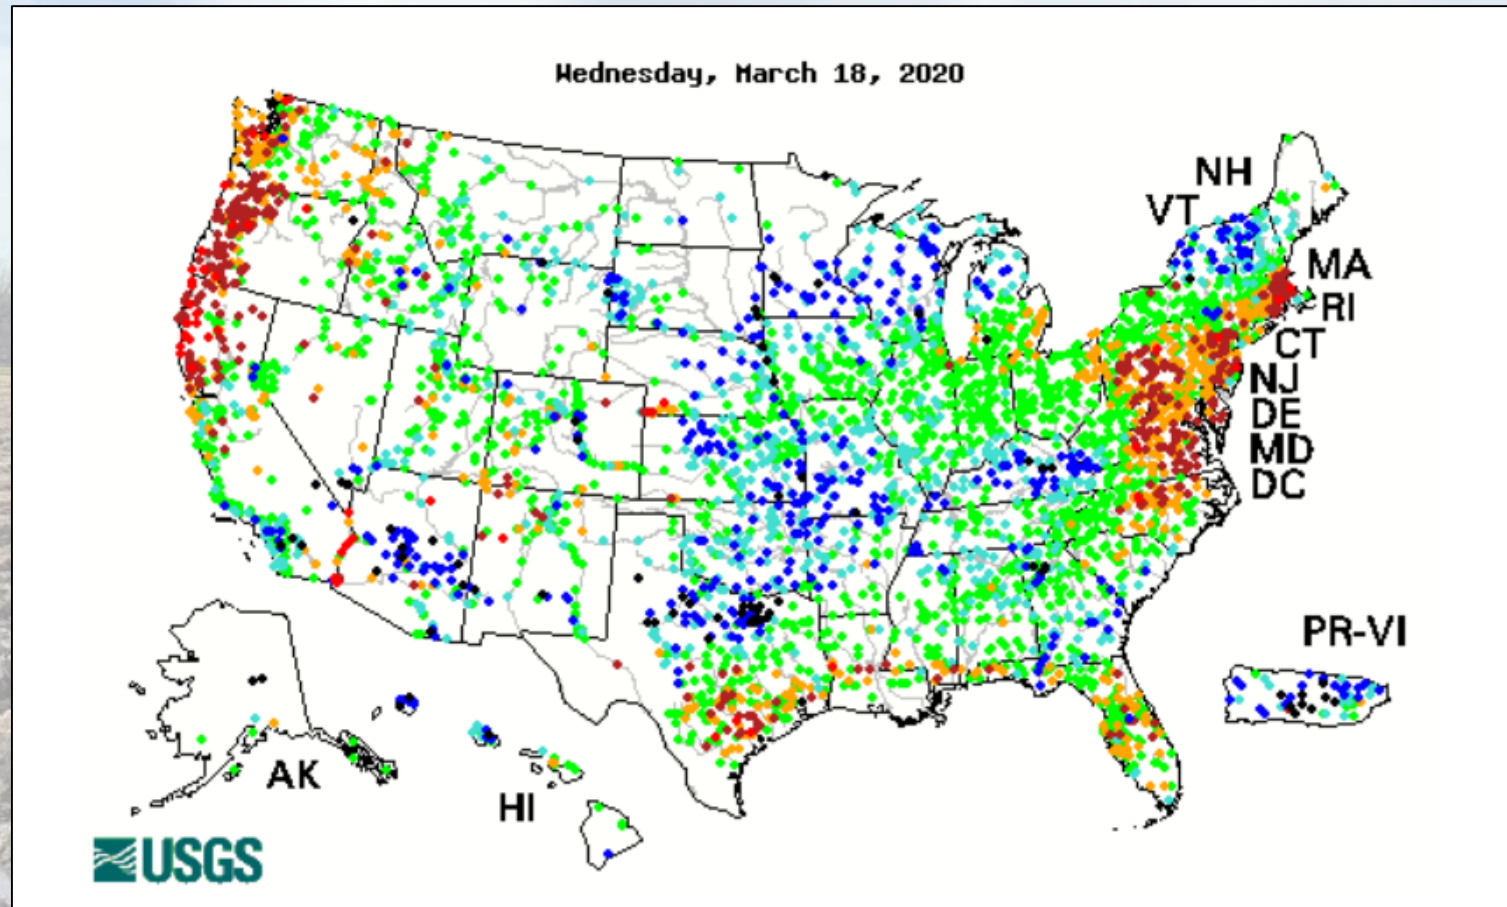 Wednesday, March 18, 2020
NH
VT
MA
RI
CT
NJ
DE
MD
DC
PR-VI
AK
HI
USGS